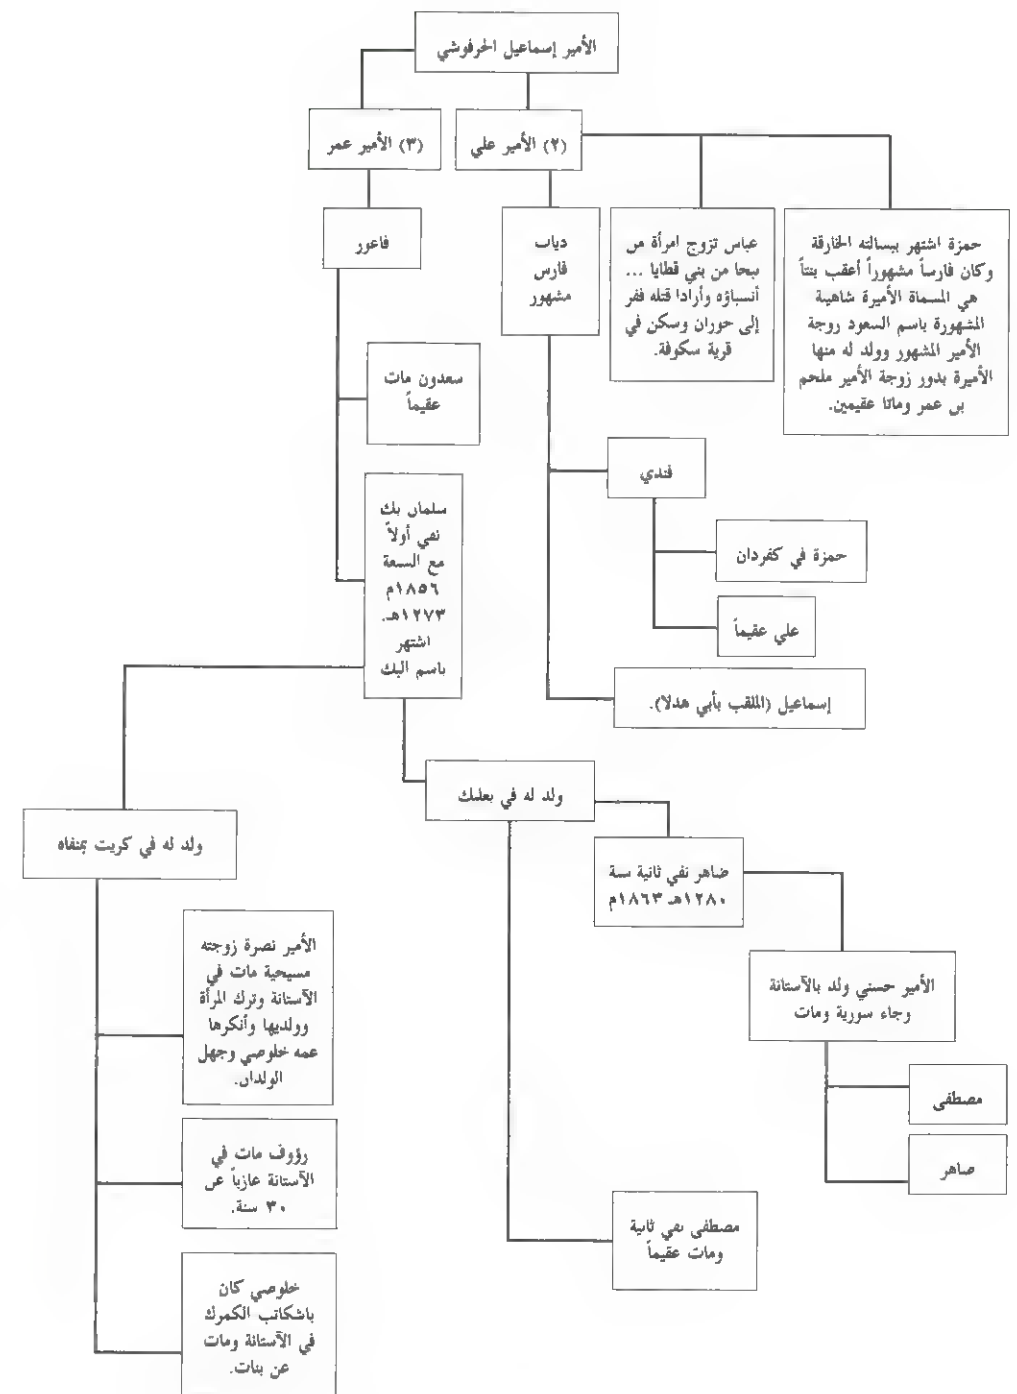 الأمير إسماعيل الحرفوشي
(٢) الأمير علي
(٣) الأمير عمر
حمزة اشتهر ببسالته الخارقة
وكان فارساً مشهوراً أعقب بنتاً
هي المسماة الأميرة شاهينة
المشهورة باسم السعود زوجة
الأمير المشهور وولد له منها
الأميرة بدور زوجة الأمير ملحم
بن عمر وماتا عقيمين.
عباس تزوج امرأة من
يبحا من بني قطايا ...
أنسباؤه وأرادا قتله ففر
إلى حوران وسكن في
قرية سكوفة.
دياب
فارس
مشهور
فاعور
سعدون مات
عقيماً
فندي
حمزة في كفردان
علي عقيماً
إسماعيل (الملقب بأبي هدلا).
سلمان بك
نفي أولاً
مع السبعة
١٨٥٦م
١٢٧٣هـ.
اشتهر
باسم البك
ولد له في بعلبك
ولد له في كريت بمنفاه
ضاهر نفي ثانية سنة
١٢٨٠هـ ١٨٦٣م
الأمير حسني ولد بالآستانة
وجاء سورية ومات
مصطفى
ضاهر
مصطفى نفي ثانية
ومات عقيماً
الأمير نصرة زوجته
مسيحية مات في
الآستانة وترك المرأة
وولديها وأنكرها
عمه خلوصي وجهل
الولدان.
رؤوف مات في
الآستانة عازباً عن
٣٠ سنة.
خلوصي كان
باشكاتب الكمرك
في الآستانة ومات
عن بنات.